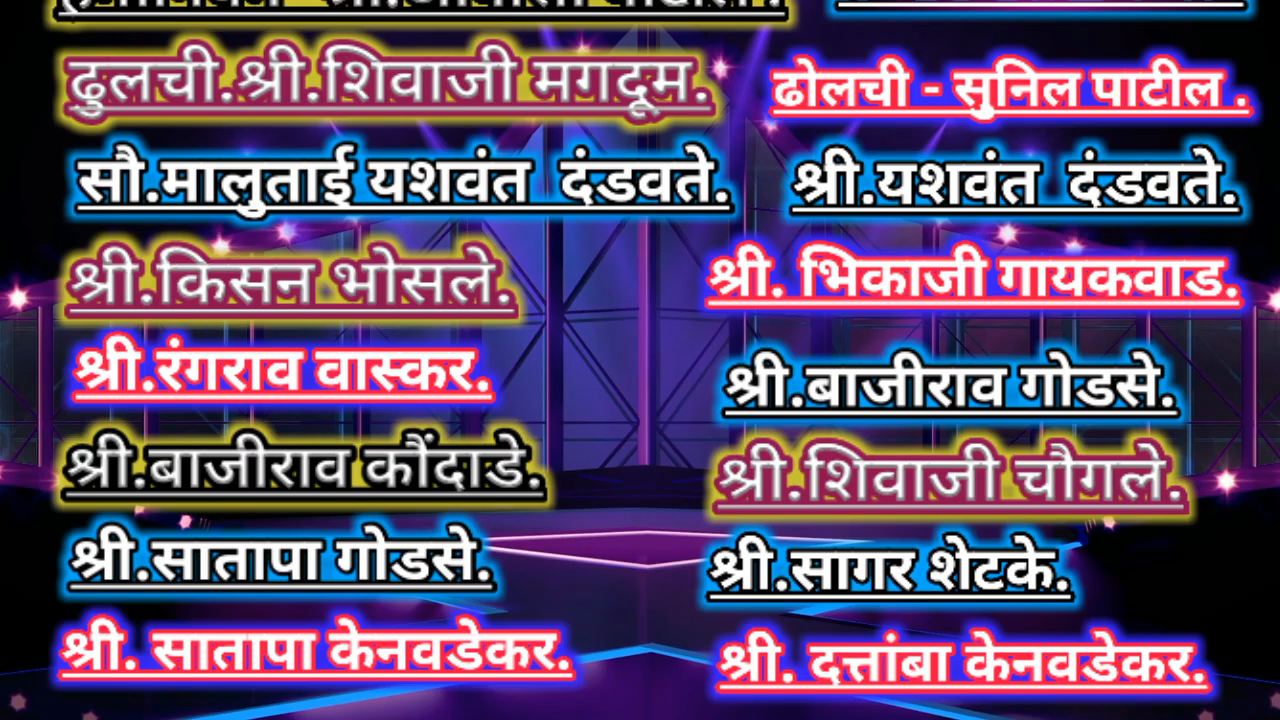 ढुलची.श्री.शिवाजी मगदूम.
ढोलची - सुनिल पाटील .
सौ.मालुताई यशवंत दंडवते.
श्री.यशवंत दंडवते.
श्री.किसन भोसले.
श्री. भिकाजी गायकवाड.
श्री.रंगराव वास्कर.
श्री.बाजीराव गोडसे.
श्री.बाजीराव कौंदाडे.
श्री.शिवाजी चौगले.
श्री.सातापा गोडसे.
श्री.सागर शेटके.
श्री. सातापा केनवडेकर.
श्री. दत्तांबा केनवडेकर.